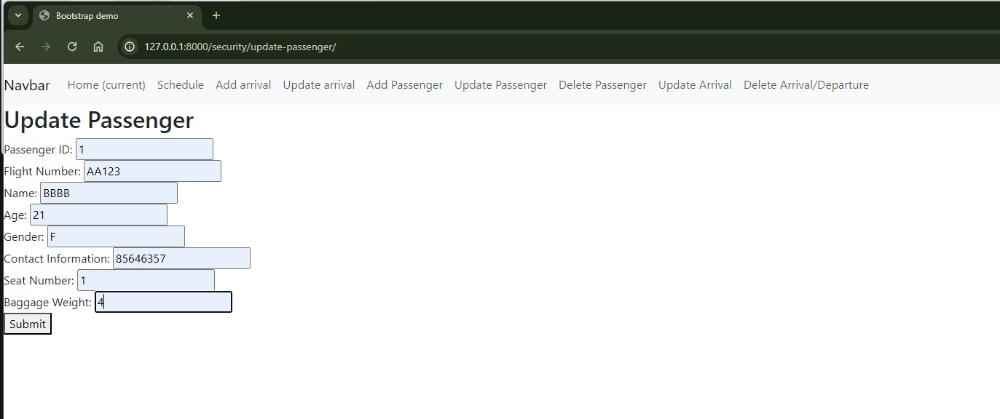 Bootstrap demo
127.0.0.1:8000/security/update-passenger/
Navbar Home (current) Schedule Add arrival Update arrival Add Passenger Update Passenger Delete Passenger Update Arrival Delete Arrival/Departure
Update Passenger
Passenger ID: 1
Flight Number: AA123
Name: BBBB
Age: 21
Gender: F
Contact Information: 85646357
Seat Number: 1
Baggage Weight: 4
Submit